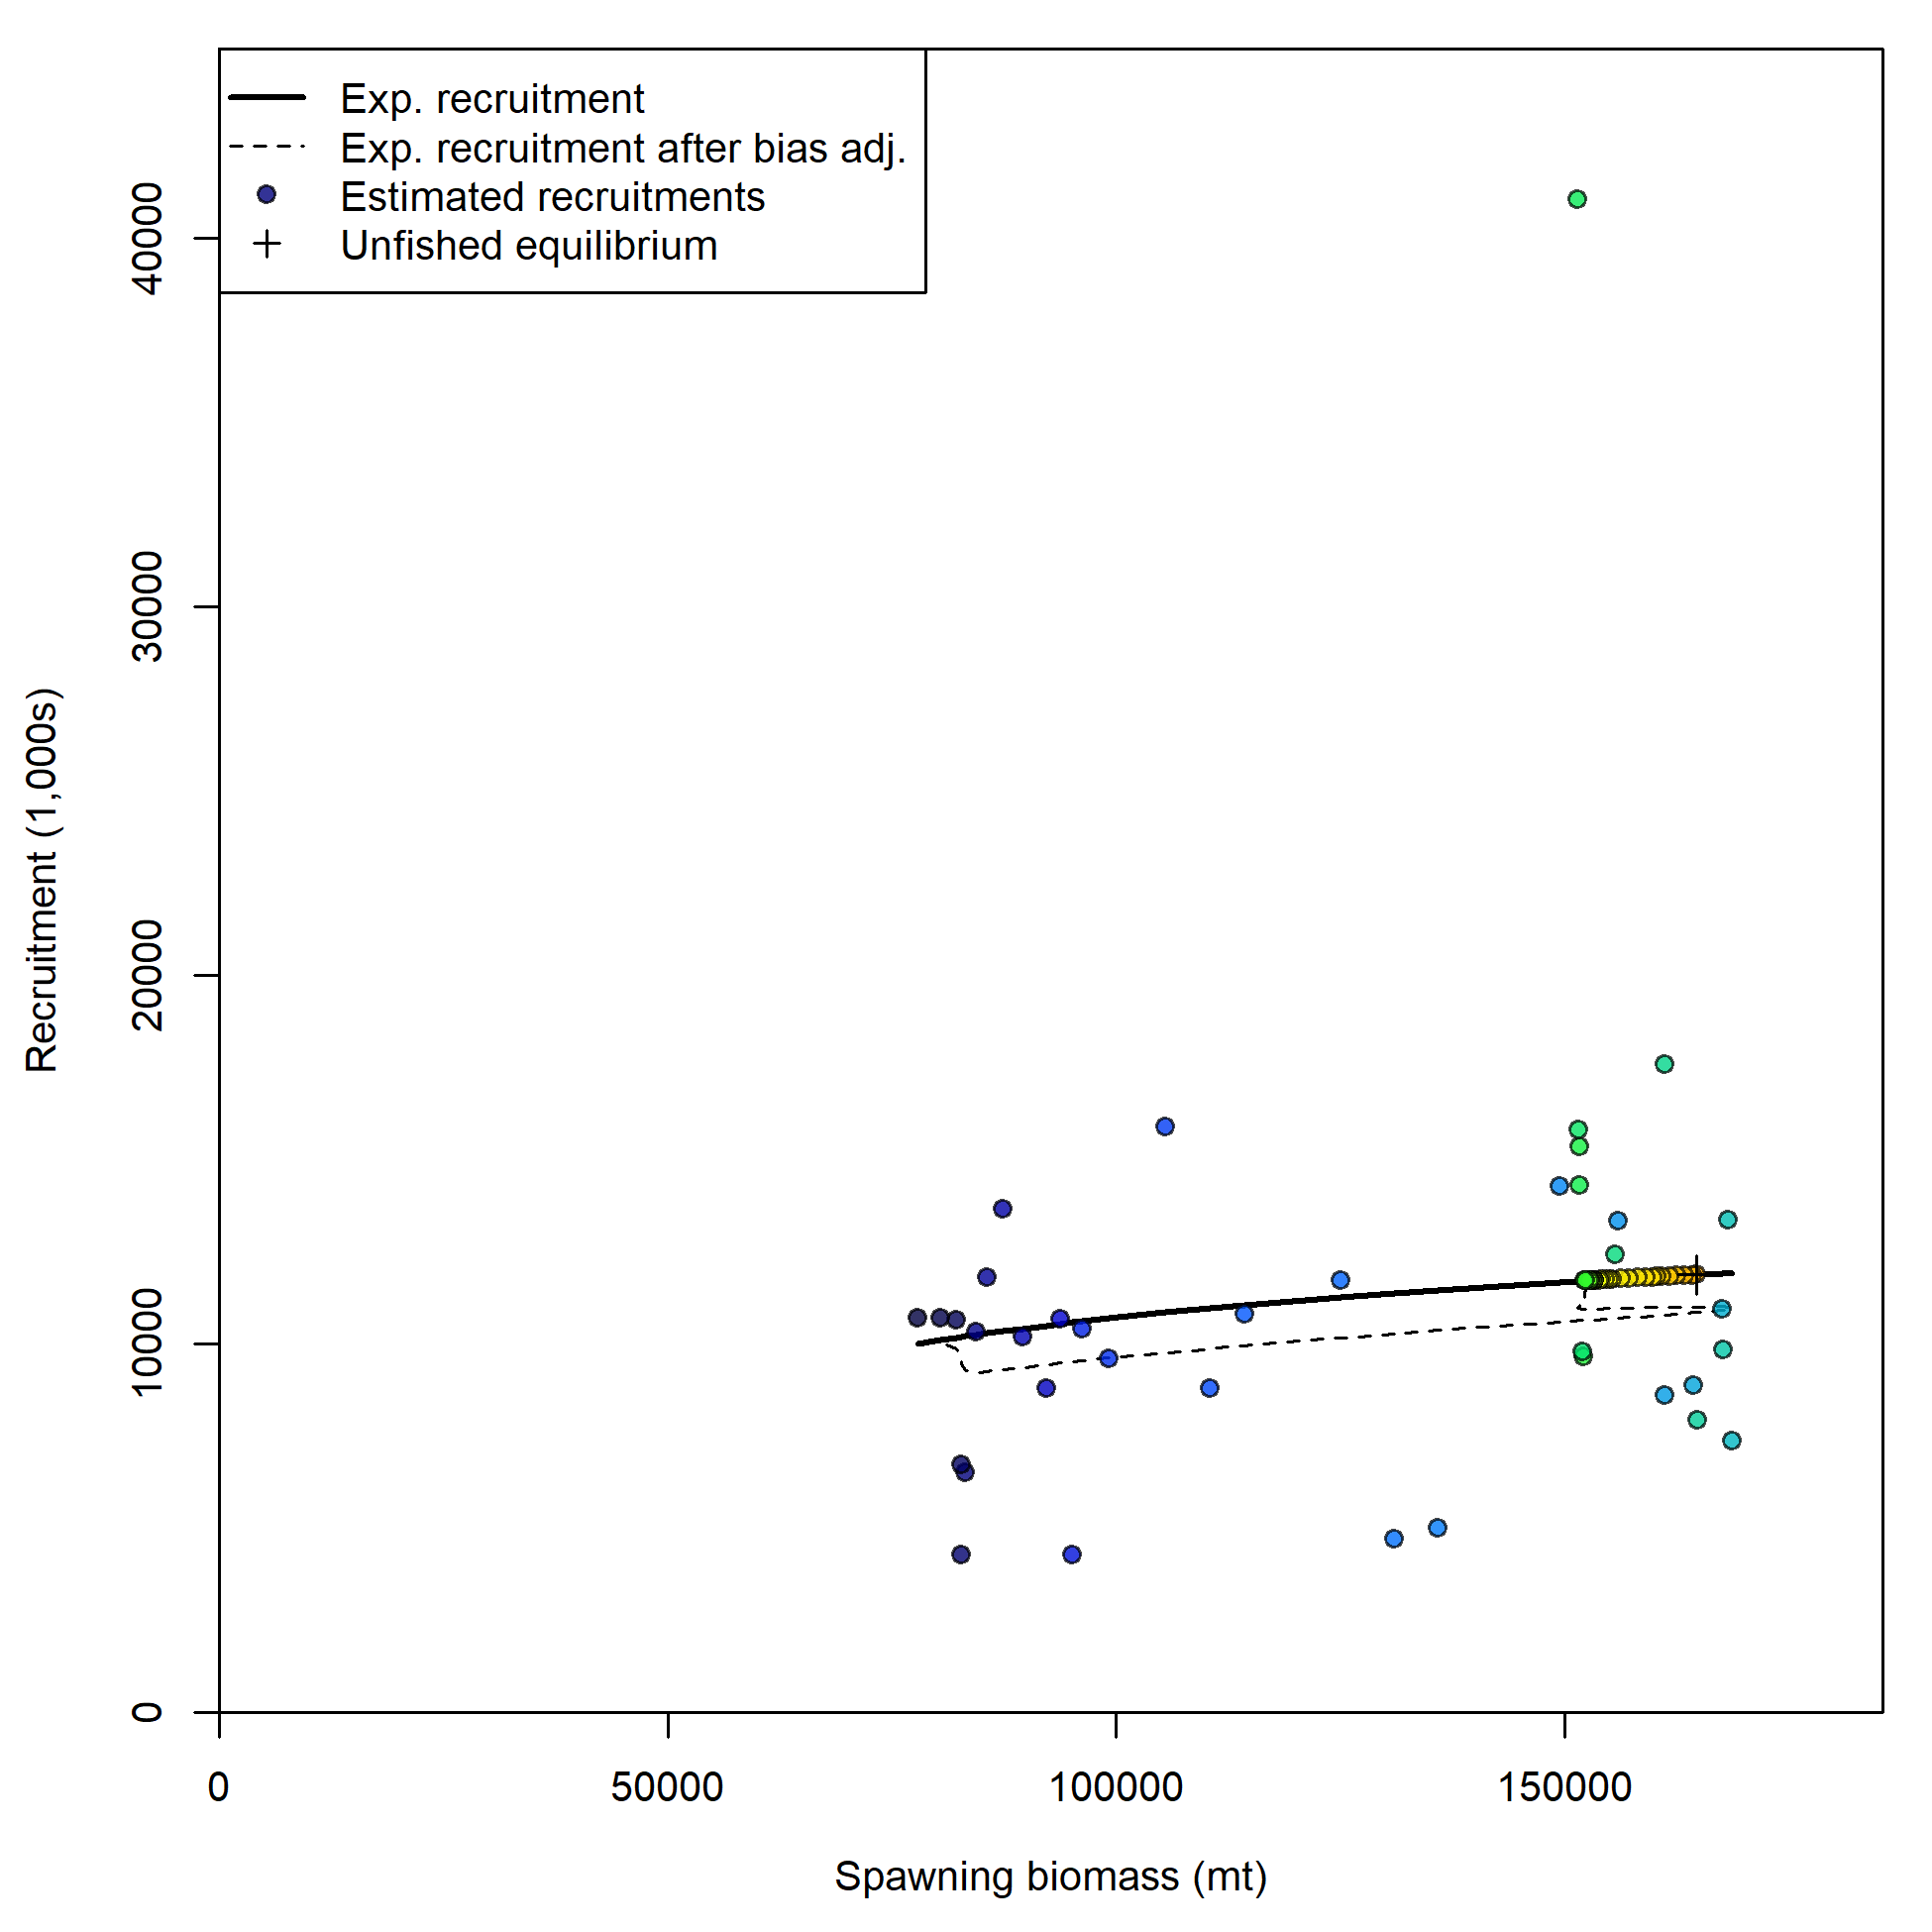 Exp. recruitment
Exp. recruitment after bias adj.
Estimated recruitments
Unfished equilibrium
40000
30000
20000
10000
0
Recruitment (1,000s)
0 50000 100000 150000
Spawning biomass (mt)